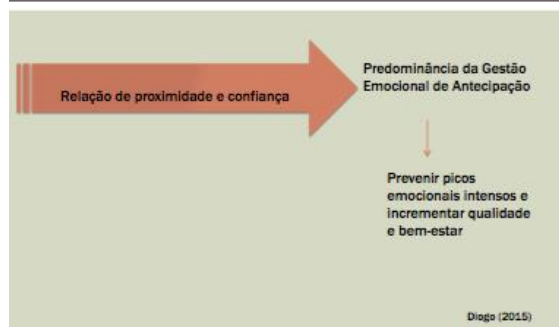 Relação de proximidade e confiança
Predominância da Gestão
Emocional de Antecipação
Prevenir picos
emocionais intensos e
incrementar qualidade
e bem-estar
Diogo (2015)